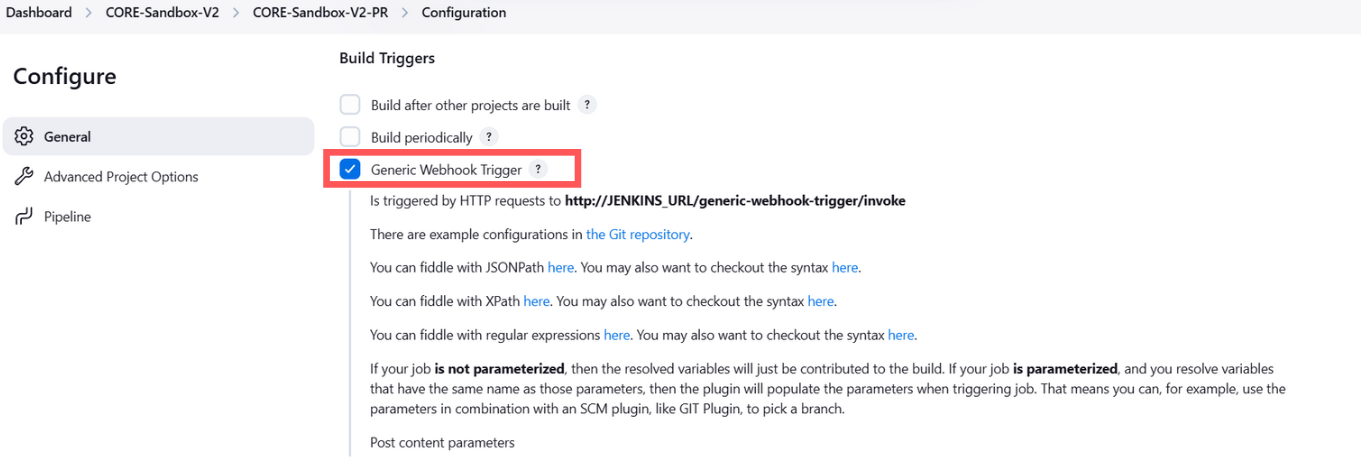 Dashboard > CORE-Sandbox-V2 > CORE-Sandbox-V2-PR > Configuration
Configure
General
Advanced Project Options
Pipeline
Build Triggers
Build after other projects are built ?
Build periodically ?
Generic Webhook Trigger ?
Is triggered by HTTP requests to http://JENKINS_URL/generic-webhook-trigger/invoke
There are example configurations in the Git repository.
You can fiddle with JSONPath here. You may also want to checkout the syntax here.
You can fiddle with XPath here. You may also want to checkout the syntax here.
You can fiddle with regular expressions here. You may also want to checkout the syntax here.
If your job is not parameterized, then the resolved variables will just be contributed to the build. If your job is parameterized, and you resolve variables
that have the same name as those parameters, then the plugin will populate the parameters when triggering job. That means you can, for example, use the
parameters in combination with an SCM plugin, like GIT Plugin, to pick a branch.
Post content parameters